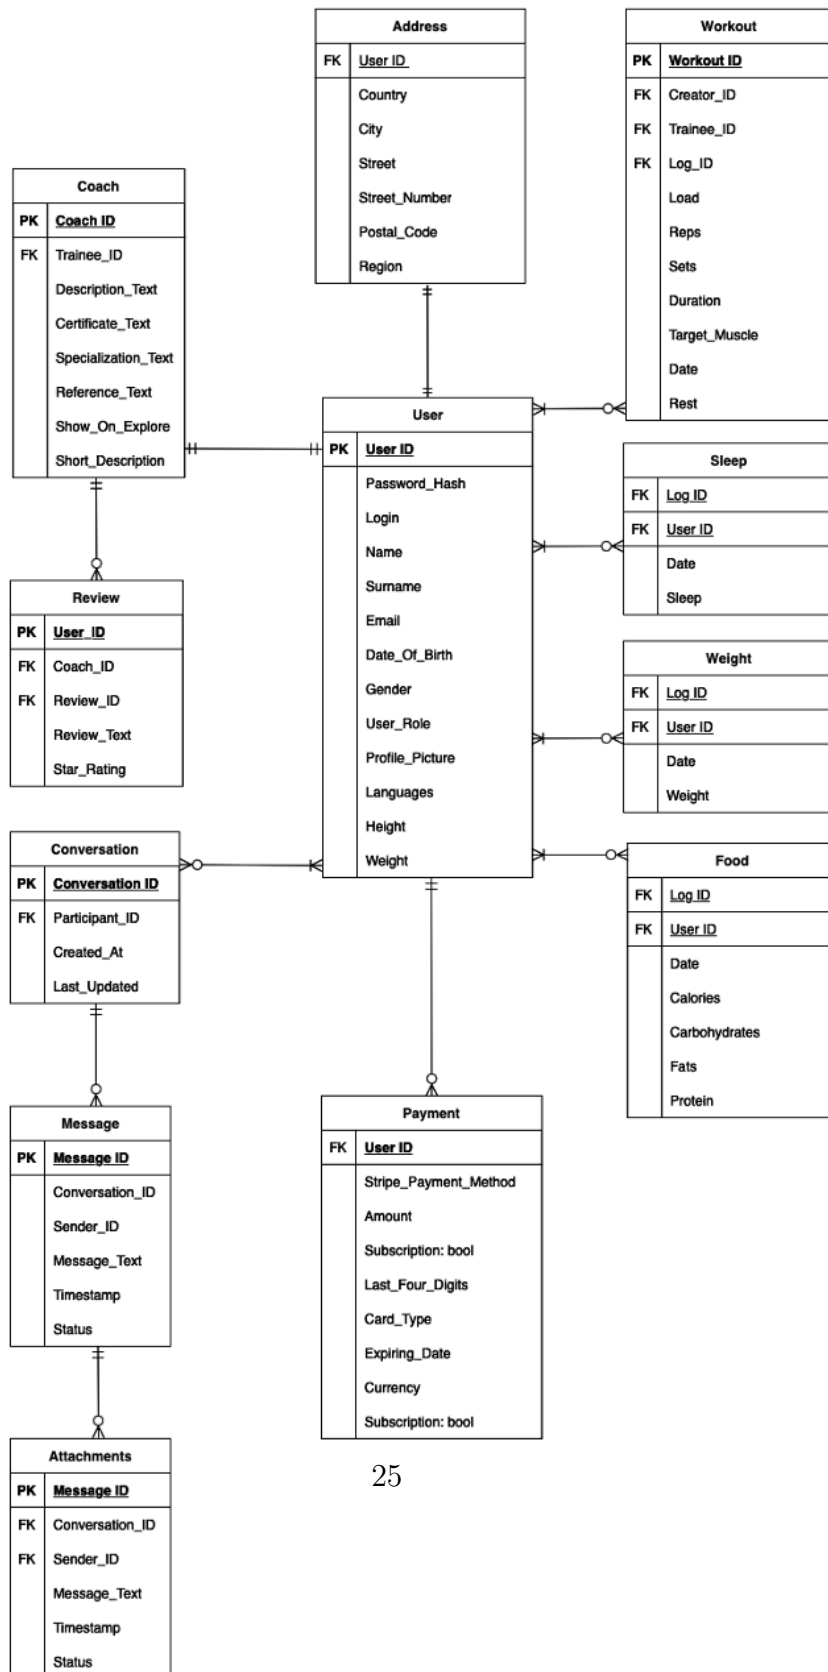 Address
FK User ID
Country
City
Street
Street_Number
Postal_Code
Region
Workout
PK Workout ID
FK Creator_ID
FK Trainee_ID
FK Log_ID
Load
Reps
Sets
Duration
Target_Muscle
Date
Rest
Coach
PK Coach ID
FK Trainee_ID
Description_Text
Certificate_Text
Specialization_Text
Reference_Text
Show_On_Explore
Short_Description
User
PK User ID
Password_Hash
Login
Name
Surname
Email
Date_Of_Birth
Gender
User_Role
Profile_Picture
Languages
Height
Weight
Sleep
FK Log ID
FK User ID
Date
Sleep
Review
PK User_ID
FK Coach_ID
FK Review_ID
Review_Text
Star_Rating
Weight
FK Log ID
FK User ID
Date
Weight
Conversation
PK Conversation ID
FK Participant_ID
Created_At
Last_Updated
Food
FK Log ID
FK User ID
Date
Calories
Carbohydrates
Fats
Protein
Message
PK Message ID
Conversation_ID
Sender_ID
Message_Text
Timestamp
Status
Payment
FK User ID
Stripe_Payment_Method
Amount
Subscription: bool
Last_Four_Digits
Card_Type
Expiring_Date
Currency
Subscription: bool
Attachments
PK Message ID
FK Conversation_ID
FK Sender_ID
Message_Text
Timestamp
Status
25